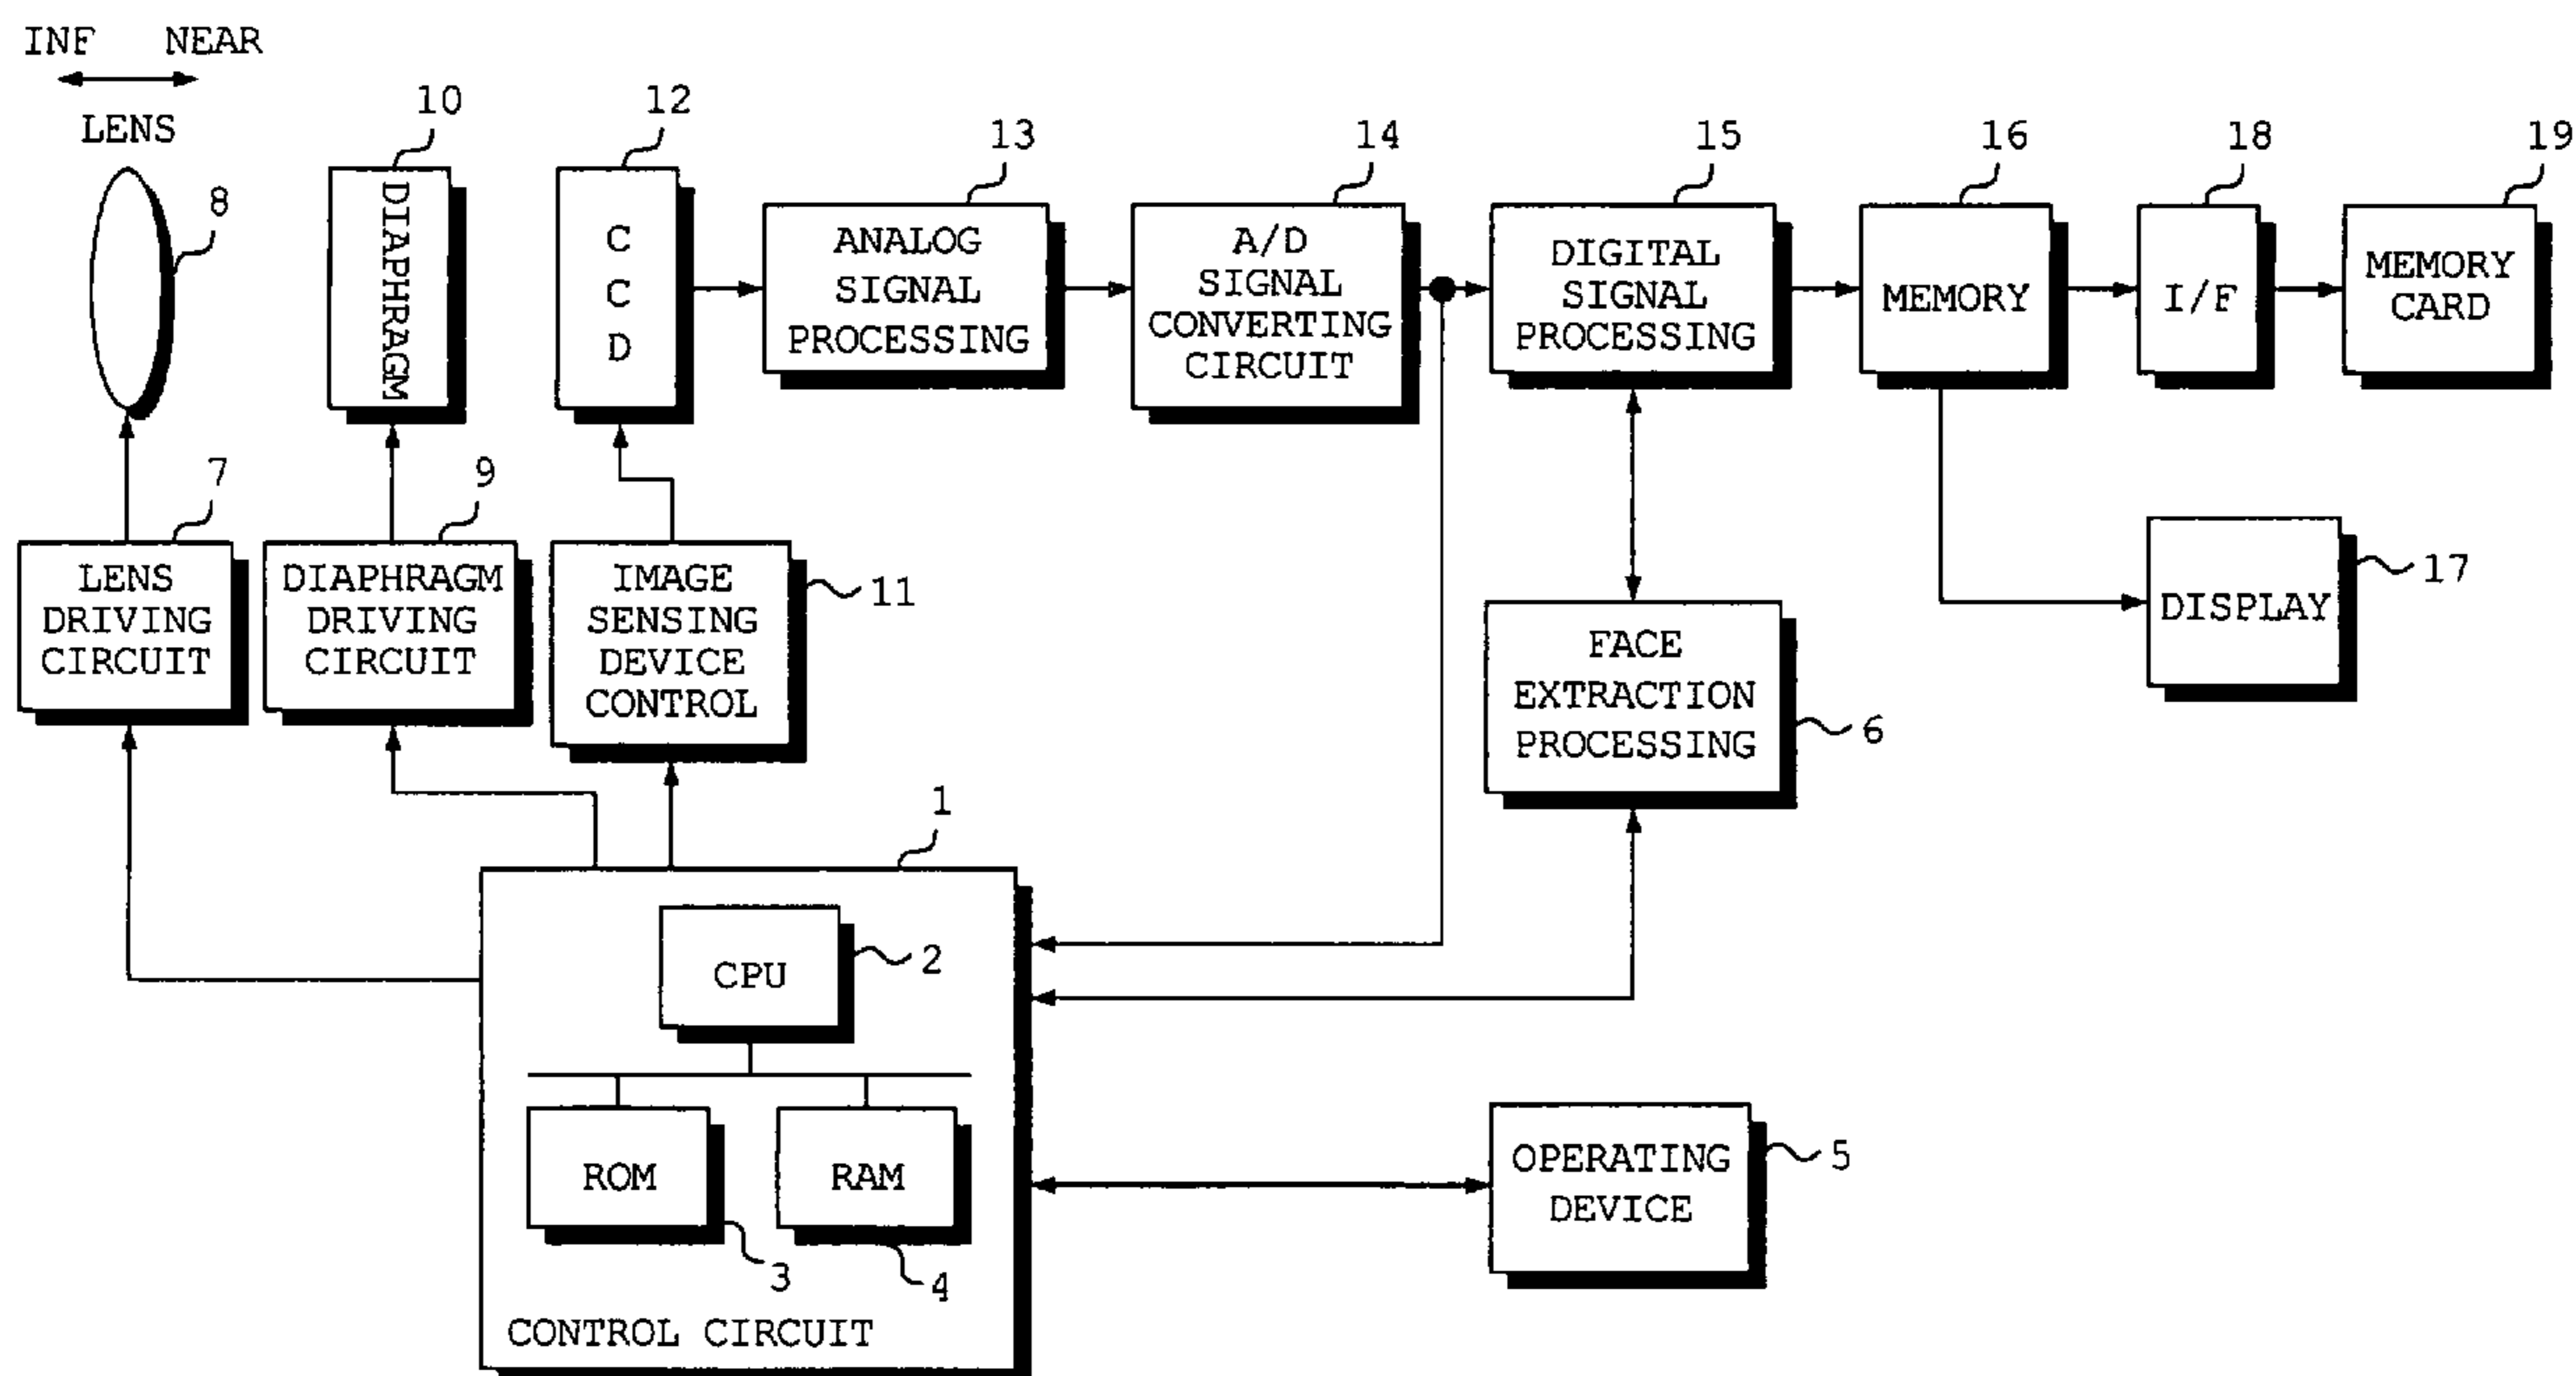 INF NEAR
LENS
8
10
DIAPHRAGM
12
C
C
D
13
ANALOG
SIGNAL
PROCESSING
14
A/D
SIGNAL
CONVERTING
CIRCUIT
15
DIGITAL
SIGNAL
PROCESSING
16
MEMORY
18
I/F
19
MEMORY
CARD
7
LENS
DRIVING
CIRCUIT
9
DIAPHRAGM
DRIVING
CIRCUIT
IMAGE
SENSING
DEVICE
CONTROL
11
FACE
EXTRACTION
PROCESSING
6
DISPLAY
17
1
CPU
2
ROM
3
RAM
4
CONTROL CIRCUIT
OPERATING
DEVICE
5